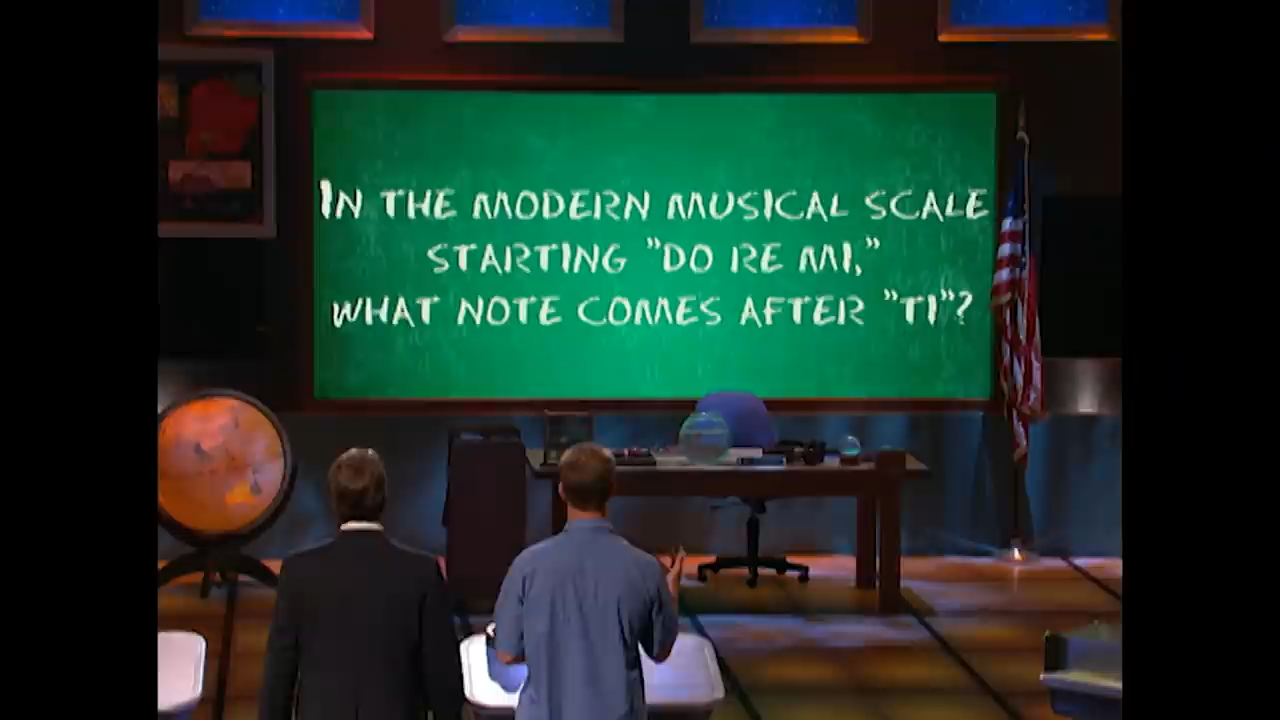 IN THE MODERN MUSICAL SCALE
STARTING "DO RE MI,"
WHAT NOTE COMES AFTER "TI"?